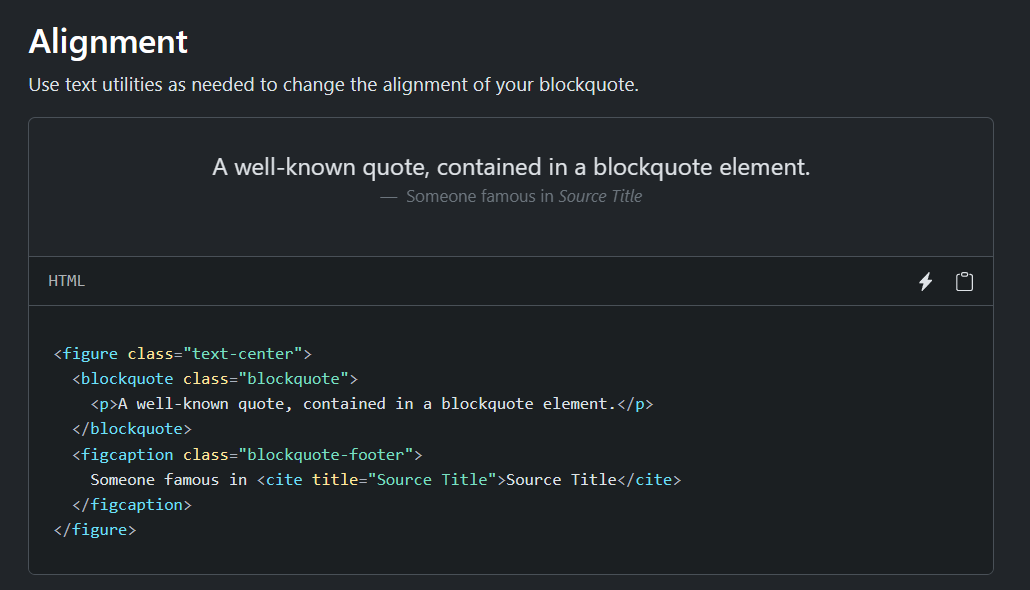 Alignment
Use text utilities as needed to change the alignment of your blockquote.
A well-known quote, contained in a blockquote element.
— Someone famous in Source Title
HTML
<figure class="text-center">
  <blockquote class="blockquote">
    <p>A well-known quote, contained in a blockquote element.</p>
  </blockquote>
  <figcaption class="blockquote-footer">
    Someone famous in <cite title="Source Title">Source Title</cite>
  </figcaption>
</figure>